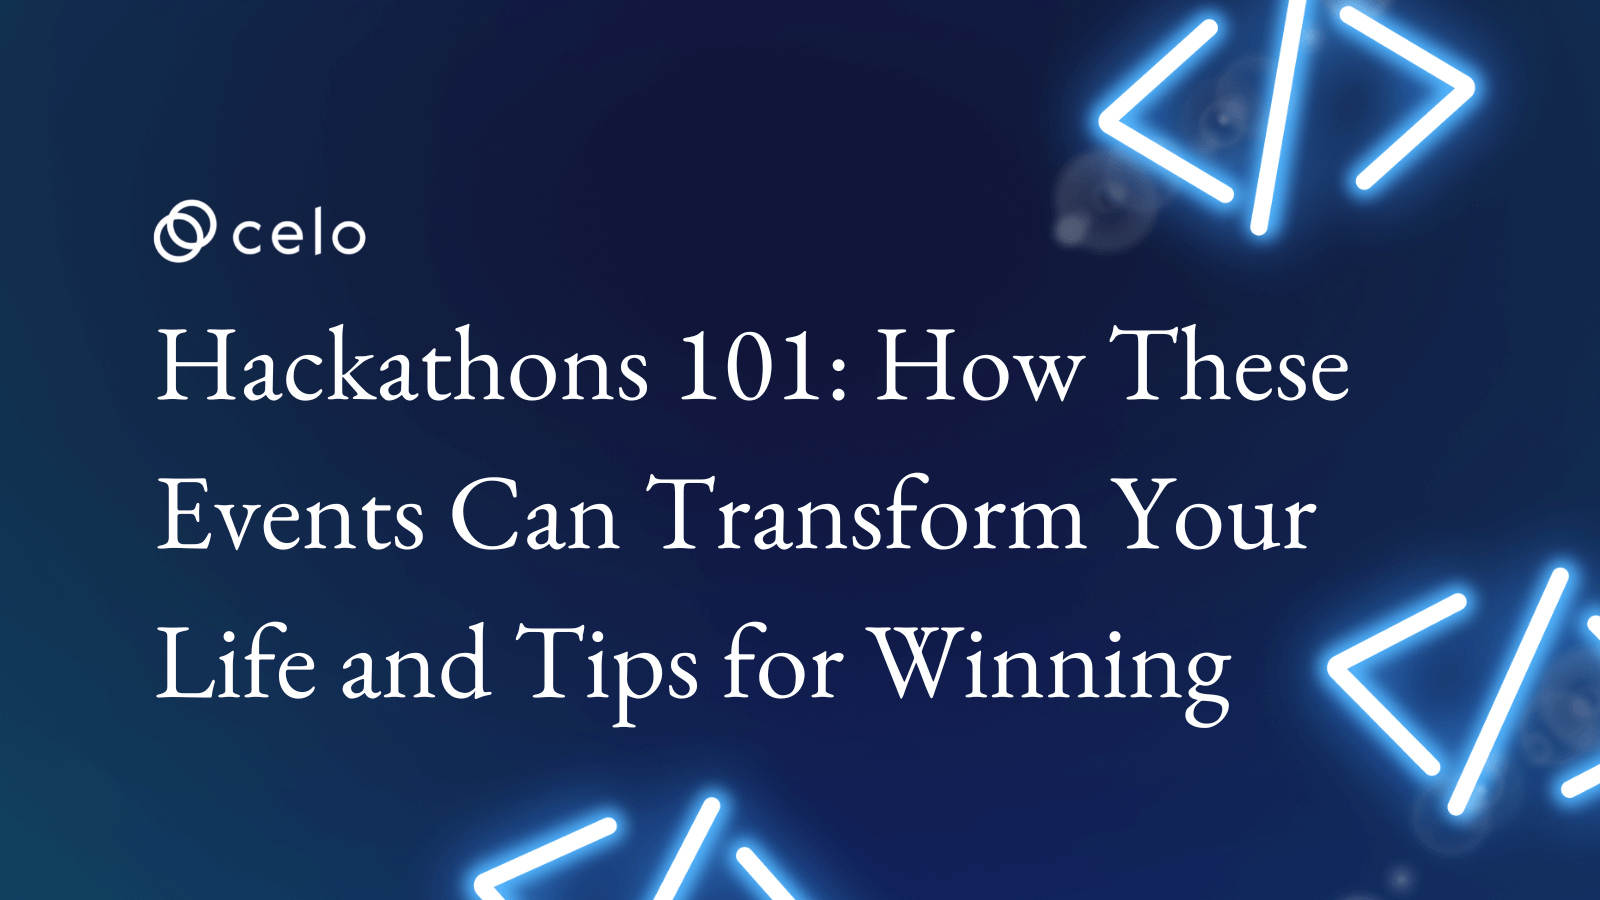 celo
Hackathons 101: How These
Events Can Transform Your
Life and Tips for Winning